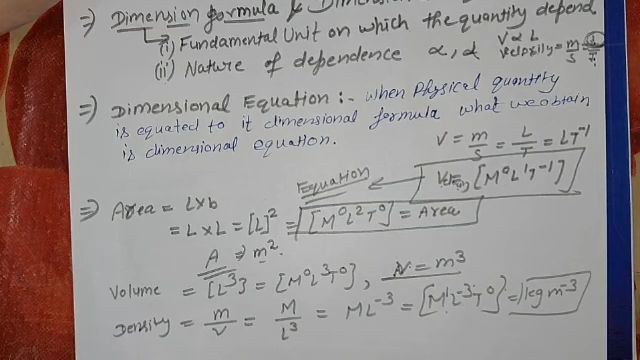 ⇒) Dimension formula & Dimen
(i) Fundamental Unit on which the quantity depend
(ii) Nature of dependence α, α V α L velocity = m/s
⇒) Dimensional Equation :- when Physical quantity
is equated to it dimensional formula what we obtain
is dimensional equation.
V = m/s = L/T = LT⁻¹
Equation [M⁰L¹T⁻¹]
⇒) Area = L×b
= L×L = [L]² = [M⁰L²T⁰] = Area
A ⇒ m².
Volume = [L³] = [M⁰L³T⁰], V = m³
Density = m/V = M/L³ = ML⁻³ = [M¹L⁻³T⁰] = kg m⁻³